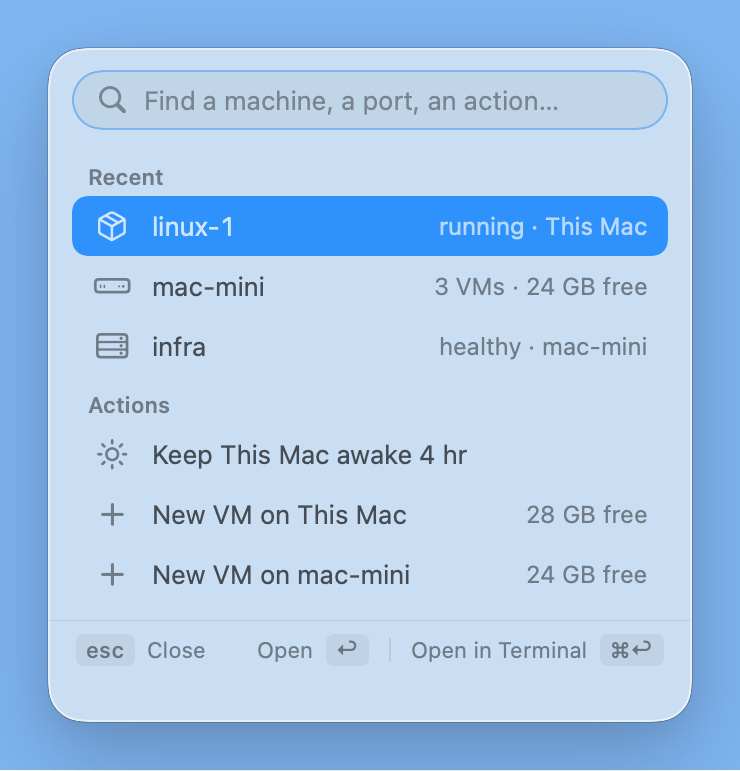 Find a machine, a port, an action...
Recent
linux-1 running · This Mac
mac-mini 3 VMs · 24 GB free
infra healthy · mac-mini
Actions
Keep This Mac awake 4 hr
New VM on This Mac 28 GB free
New VM on mac-mini 24 GB free
esc Close Open ↩ Open in Terminal ⌘↩